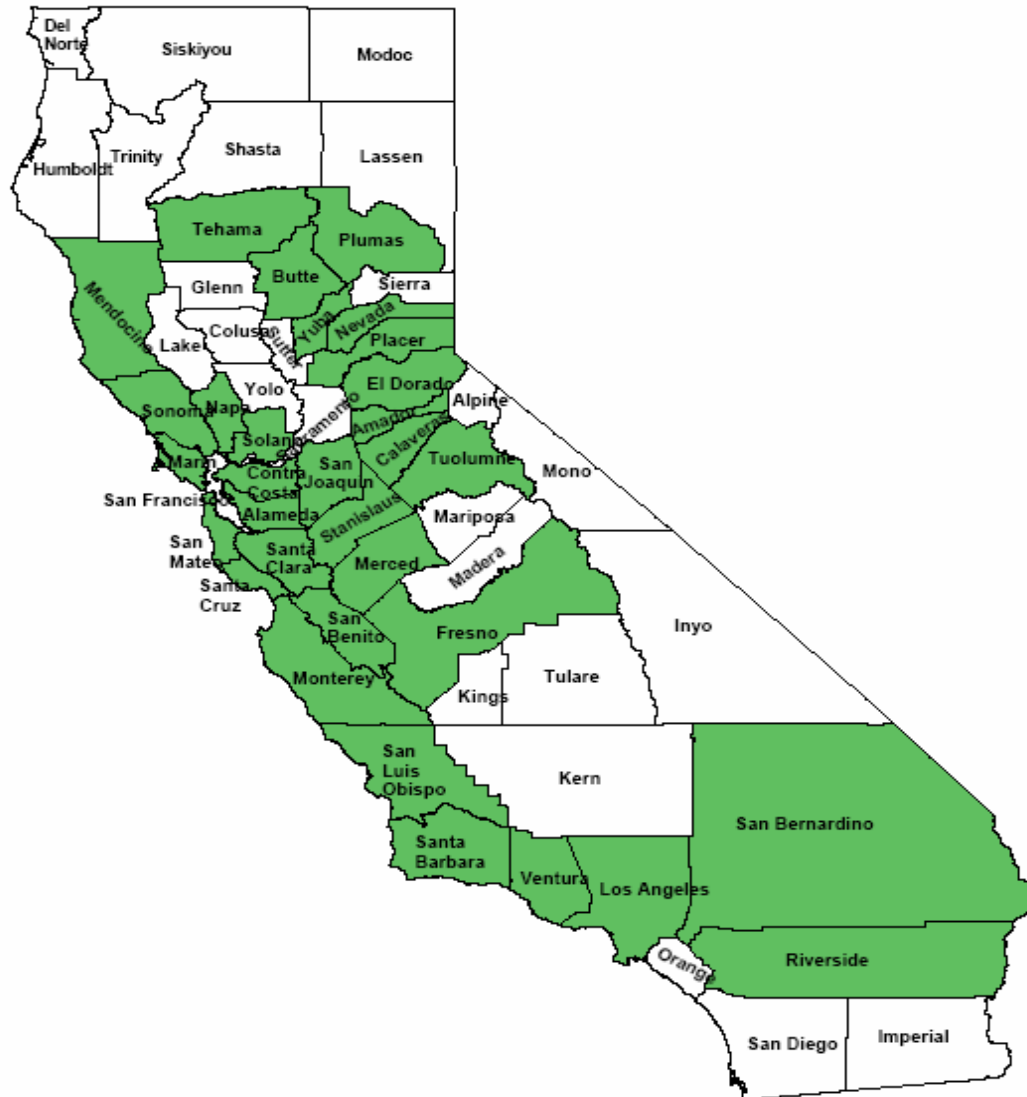 Del
Norte
Siskiyou
Modoc
Humboldt
Trinity
Shasta
Lassen
Tehama
Plumas
Mendocino
Glenn
Butte
Sierra
Lake
Colusa
Sutter
Yuba
Nevada
Placer
Yolo
El Dorado
Sonoma
Napa
Sacramento
Amador
Alpine
Solano
Calaveras
Marin
Contra
Costa
San
Joaquin
Tuolumne
Mono
San Francisco
Alameda
Stanislaus
Mariposa
San
Mateo
Santa
Clara
Merced
Madera
Santa
Cruz
San
Benito
Fresno
Inyo
Monterey
Kings
Tulare
San
Luis
Obispo
Kern
San Bernardino
Santa
Barbara
Ventura
Los Angeles
Orange
Riverside
San Diego
Imperial